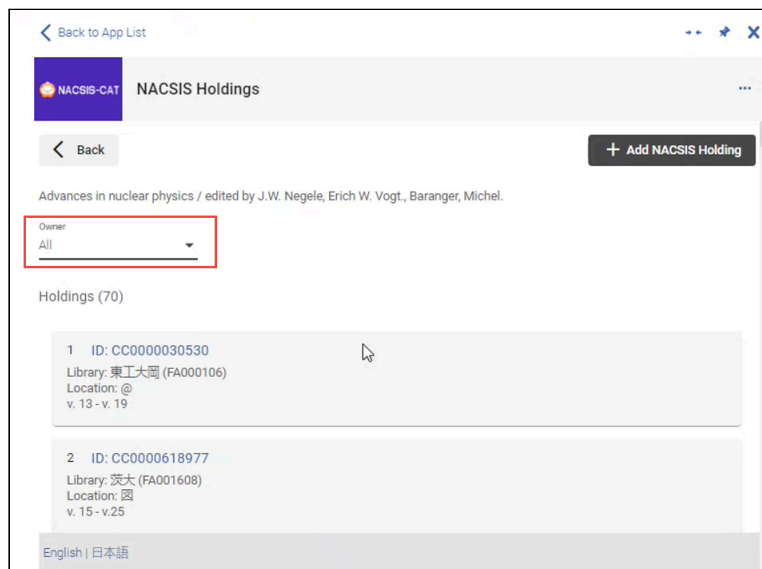 Back to App List
NACSIS-CAT
NACSIS Holdings
Back
Add NACSIS Holding
Advances in nuclear physics / edited by J.W. Negele, Erich W. Vogt., Baranger, Michel.
Owner
All
Holdings (70)
1 ID: CC0000030530
Library: 東工大岡 (FA000106)
Location: @
v. 13 - v. 19
2 ID: CC0000618977
Library: 茨大 (FA001608)
Location: 図
v. 15 - v.25
English | 日本語